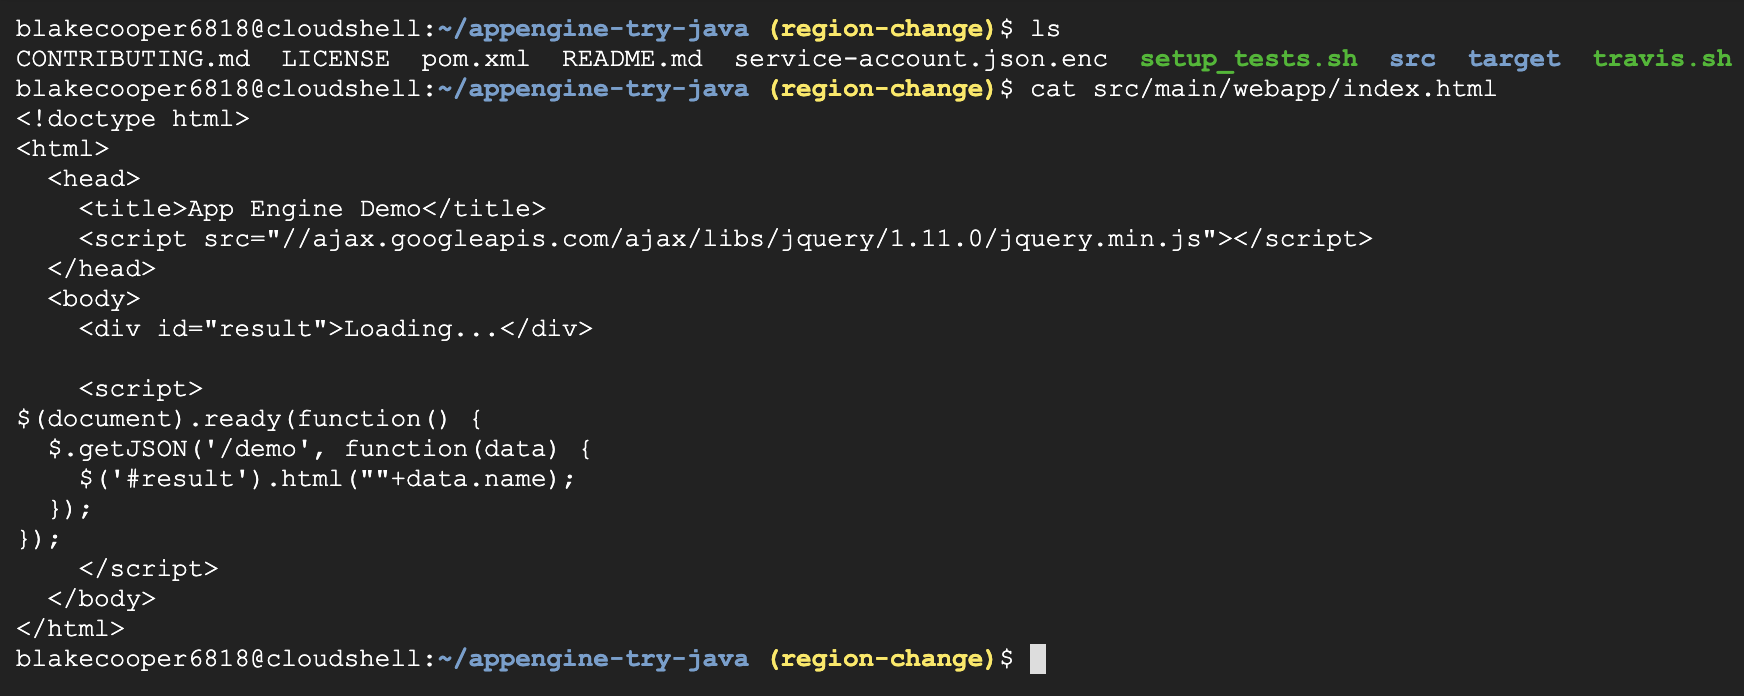 blakecooper6818@cloudshell:~/appengine-try-java (region-change)$ ls
CONTRIBUTING.md  LICENSE  pom.xml  README.md  service-account.json.enc  setup_tests.sh  src  target  travis.sh
blakecooper6818@cloudshell:~/appengine-try-java (region-change)$ cat src/main/webapp/index.html
<!doctype html>
<html>
  <head>
    <title>App Engine Demo</title>
    <script src="//ajax.googleapis.com/ajax/libs/jquery/1.11.0/jquery.min.js"></script>
  </head>
  <body>
    <div id="result">Loading...</div>

    <script>
$(document).ready(function() {
  $.getJSON('/demo', function(data) {
    $('#result').html(""+data.name);
  });
});
    </script>
  </body>
</html>
blakecooper6818@cloudshell:~/appengine-try-java (region-change)$